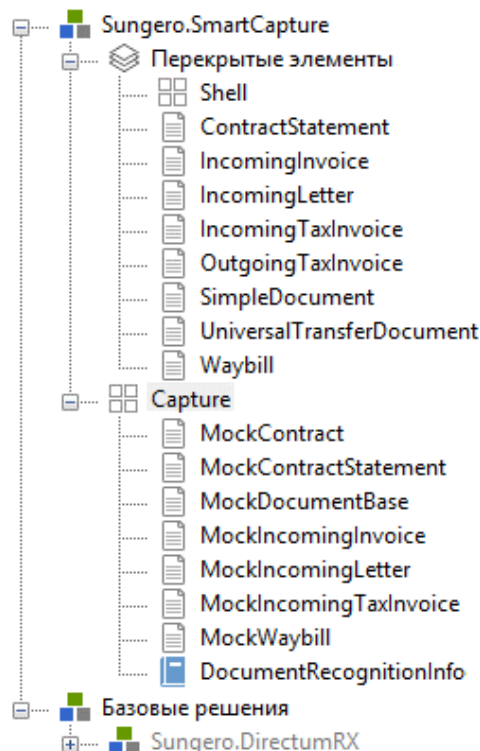 Sungero.SmartCapture
Перекрытые элементы
Shell
ContractStatement
IncomingInvoice
IncomingLetter
IncomingTaxInvoice
OutgoingTaxInvoice
SimpleDocument
UniversalTransferDocument
Waybill
Capture
MockContract
MockContractStatement
MockDocumentBase
MockIncomingInvoice
MockIncomingLetter
MockIncomingTaxInvoice
MockWaybill
DocumentRecognitionInfo
Базовые решения
Sungero.DirectumRX